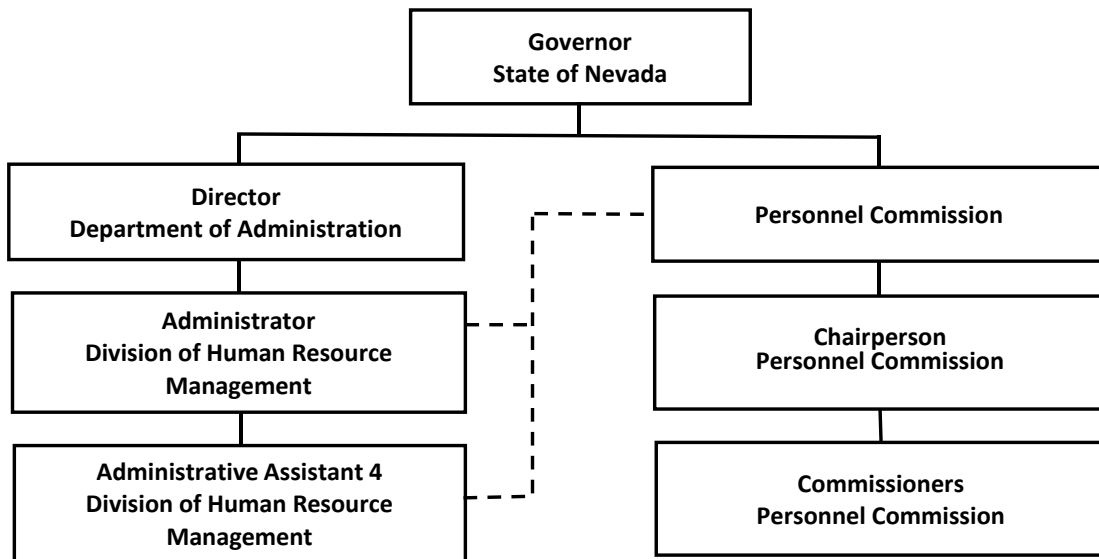 Governor
State of Nevada
Director
Department of Administration
Personnel Commission
Administrator
Division of Human Resource
Management
Chairperson
Personnel Commission
Administrative Assistant 4
Division of Human Resource
Management
Commissioners
Personnel Commission